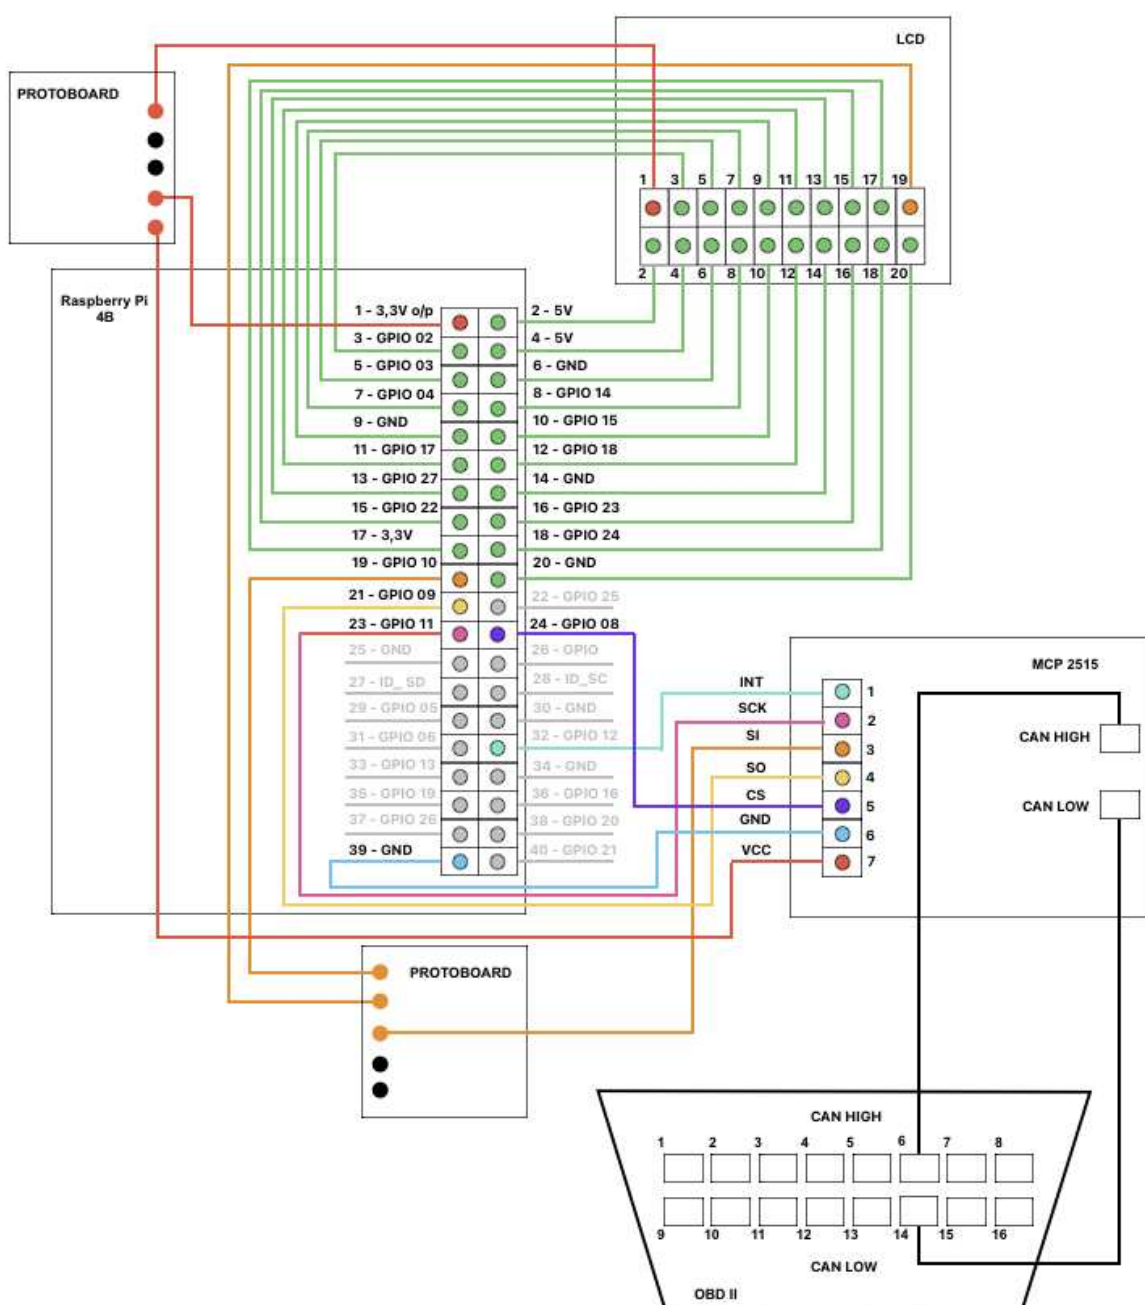 LCD
PROTOBOARD
1 3 5 7 9 11 13 15 17 19
2 4 6 8 10 12 14 16 18 20
Raspberry Pi
4B
1 - 3,3V o/p 2 - 5V
3 - GPIO 02 4 - 5V
5 - GPIO 03 6 - GND
7 - GPIO 04 8 - GPIO 14
9 - GND 10 - GPIO 15
11 - GPIO 17 12 - GPIO 18
13 - GPIO 27 14 - GND
15 - GPIO 22 16 - GPIO 23
17 - 3,3V 18 - GPIO 24
19 - GPIO 10 20 - GND
21 - GPIO 09 22 - GPIO 25
23 - GPIO 11 24 - GPIO 08
25 - GND 26 - GPIO
27 - ID_ SD 28 - ID_SC
29 - GPIO 05 30 - GND
31 - GPIO 06 32 - GPIO 12
33 - GPIO 13 34 - GND
35 - GPIO 19 36 - GPIO 16
37 - GPIO 26 38 - GPIO 20
39 - GND 40 - GPIO 21
MCP 2515
INT 1
SCK 2
SI 3
SO 4
CS 5
GND 6
VCC 7
CAN HIGH
CAN LOW
PROTOBOARD
CAN HIGH
1 2 3 4 5 6 7 8
9 10 11 12 13 14 15 16
CAN LOW
OBD II